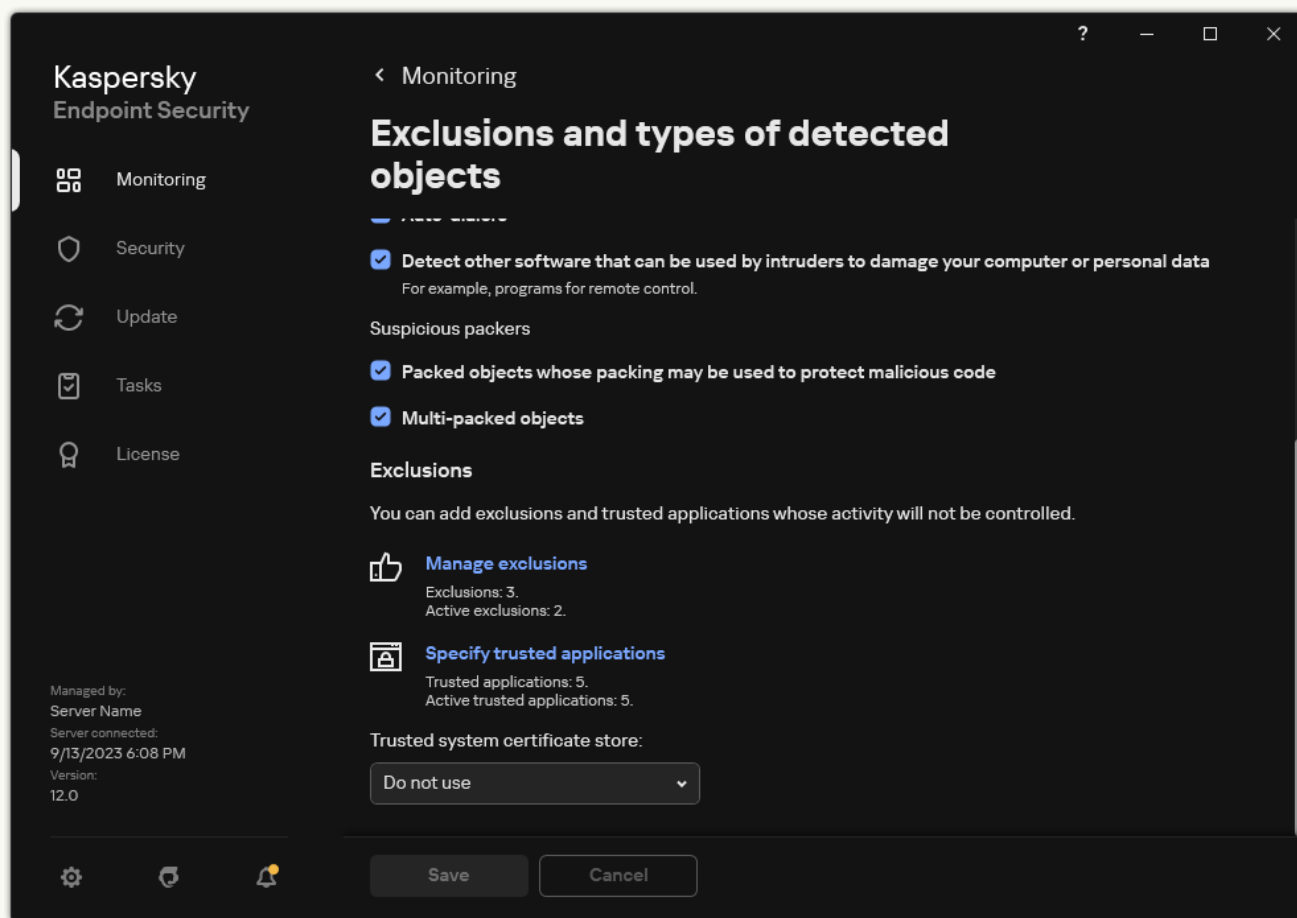 ?
Kaspersky
Endpoint Security
Monitoring
Security
Update
Tasks
License
Managed by:
Server Name
Server connected:
9/13/2023 6:08 PM
Version:
12.0
Monitoring
Exclusions and types of detected
objects
Detect other software that can be used by intruders to damage your computer or personal data
For example, programs for remote control.
Suspicious packers
Packed objects whose packing may be used to protect malicious code
Multi-packed objects
Exclusions
You can add exclusions and trusted applications whose activity will not be controlled.
Manage exclusions
Exclusions: 3.
Active exclusions: 2.
Specify trusted applications
Trusted applications: 5.
Active trusted applications: 5.
Trusted system certificate store:
Do not use
Save
Cancel